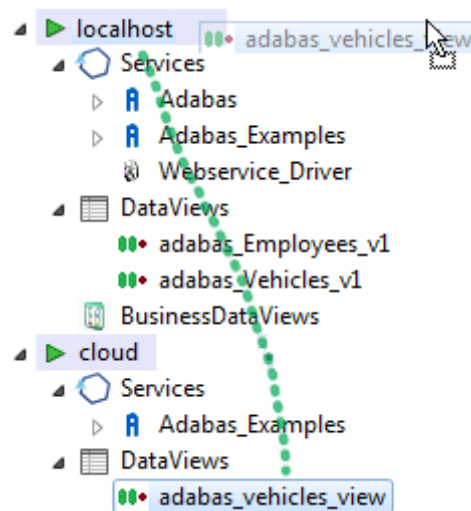 localhost
adabas_vehicles_view
Services
Adabas
Adabas_Examples
Webservice_Driver
DataViews
adabas_Employees_v1
adabas_Vehicles_v1
BusinessDataViews
cloud
Services
Adabas_Examples
DataViews
adabas_vehicles_view